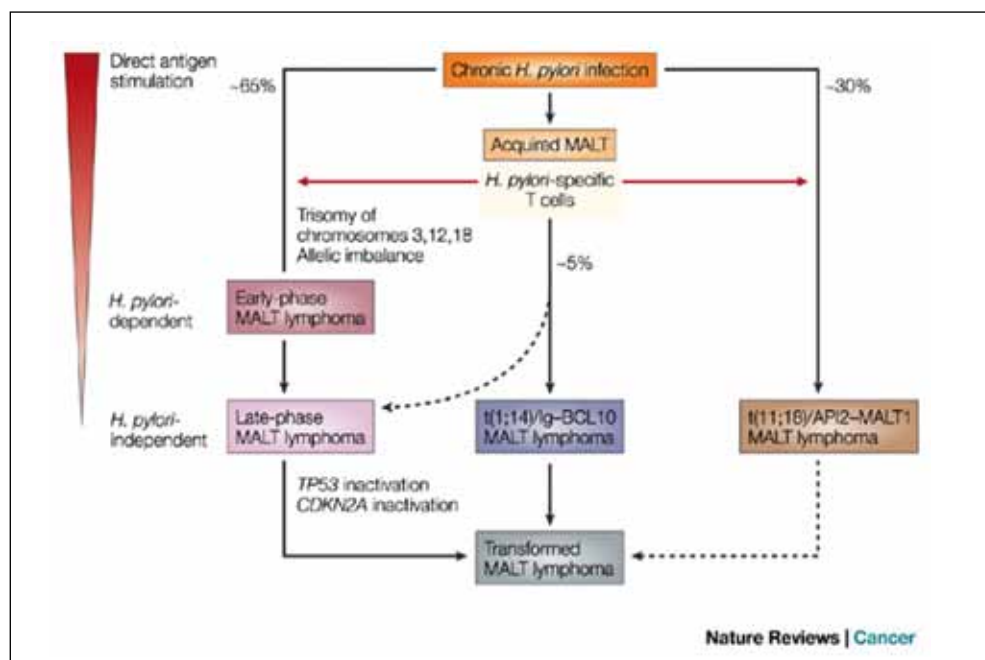 Direct antigen
stimulation
~65%
Chronic H. pylori infection
~30%
Acquired MALT
H. pylori-specific
T cells
Trisomy of
chromosomes 3,12,18
Allelic imbalance
~5%
H. pylori-
dependent
Early-phase
MALT lymphoma
H. pylori-
independent
Late-phase
MALT lymphoma
t(1;14)/Ig–BCL10
MALT lymphoma
t(11;18)/API2–MALT1
MALT lymphoma
TP53 inactivation
CDKN2A inactivation
Transformed
MALT lymphoma
Nature Reviews | Cancer